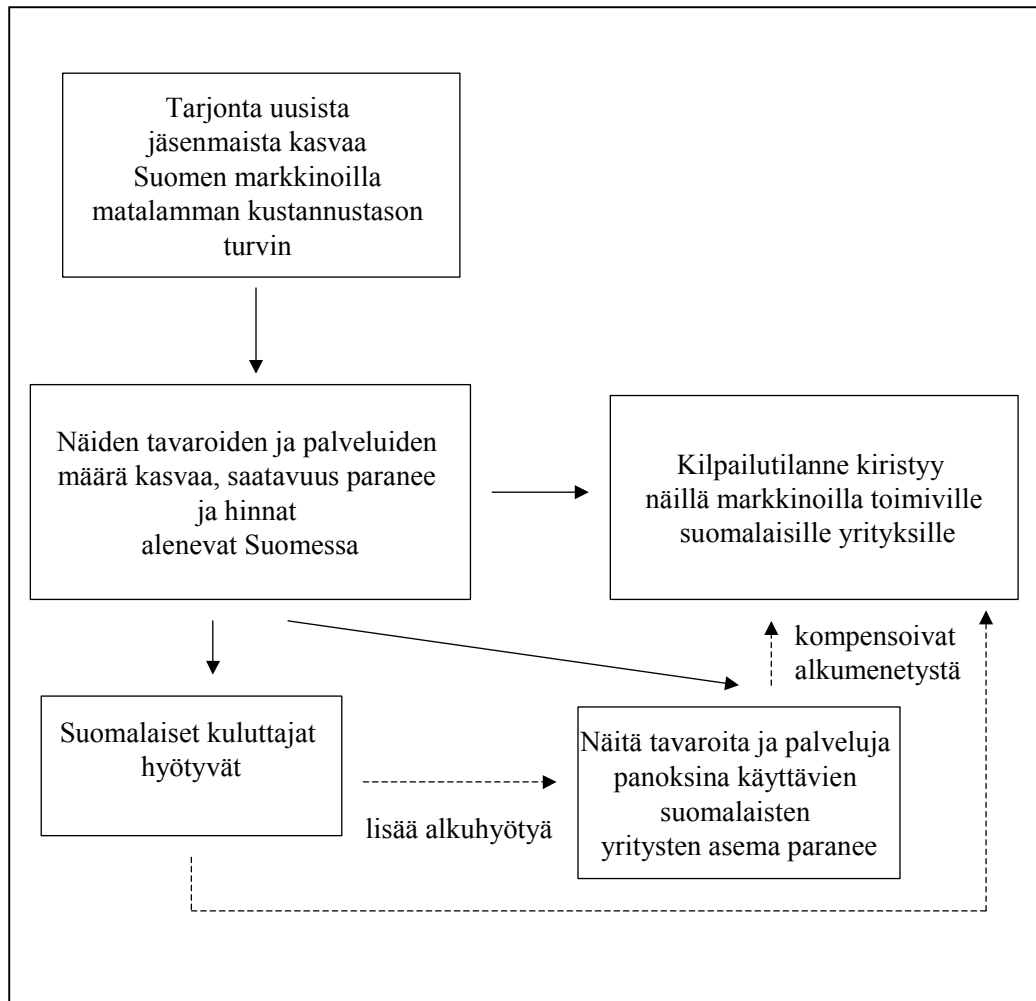 Tarjonta uusista
jäsenmaista kasvaa
Suomen markkinoilla
matalamman kustannustason
turvin
Näiden tavaroiden ja palveluiden
määrä kasvaa, saatavuus paranee
ja hinnat
alenevat Suomessa
Kilpailutilanne kiristyy
näillä markkinoilla toimiville
suomalaisille yrityksille
kompensoivat
alkumenetystä
Suomalaiset kuluttajat
hyötyvät
lisää alkuhyötyä
Näitä tavaroita ja palveluja
panoksina käyttävien
suomalaisten
yritysten asema paranee